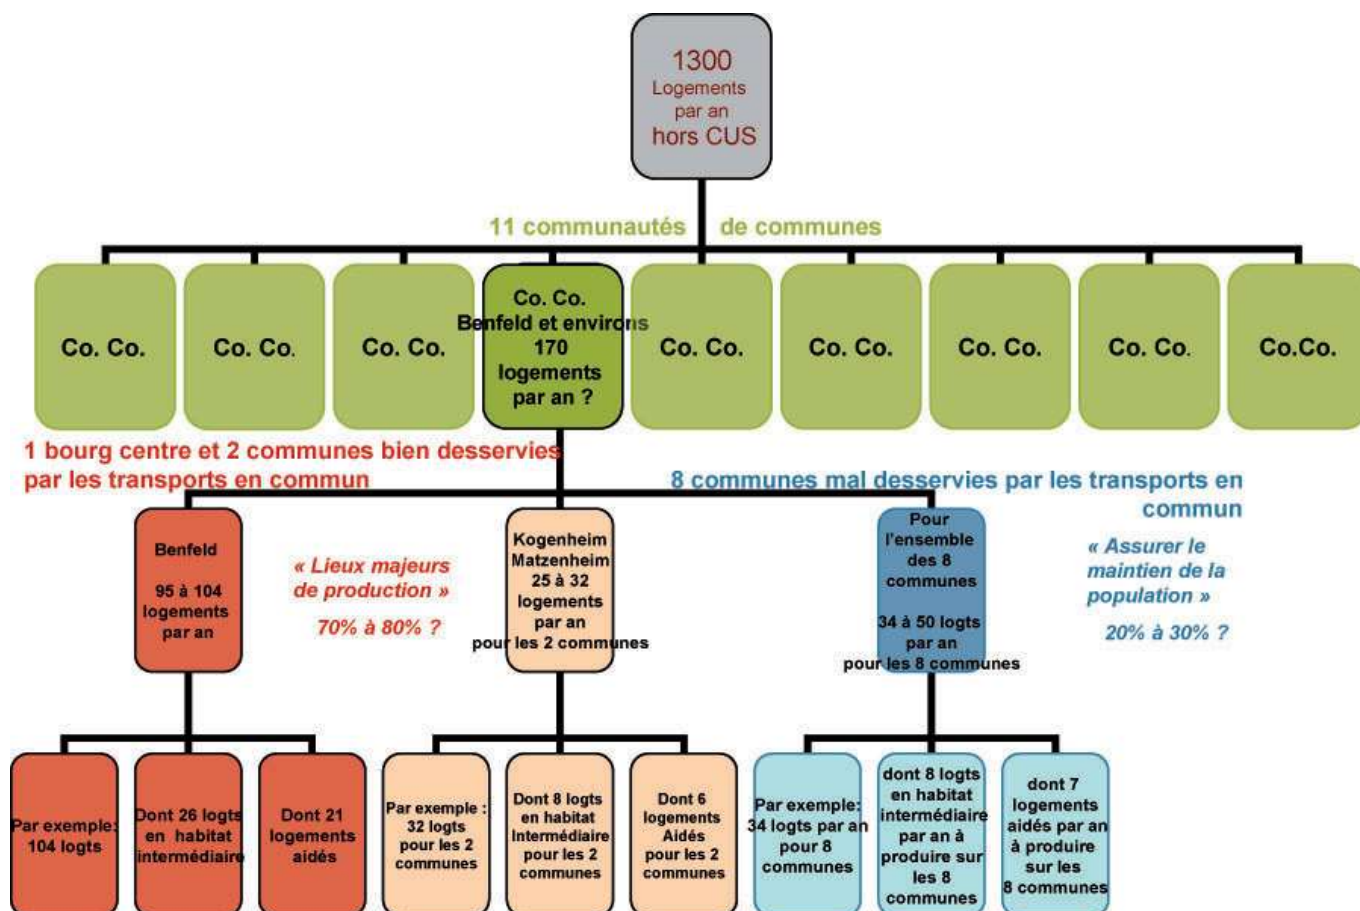 1300
Logements
par an
hors CUS
11 communautés de communes
Co. Co.
Co. Co.
Co. Co.
Co. Co.
Benfeld et environs
170
logements
par an ?
Co. Co.
Co. Co.
Co. Co.
Co. Co.
Co.Co.
1 bourg centre et 2 communes bien desservies
par les transports en commun
8 communes mal desservies par les transports en
commun
Benfeld
95 à 104
logements
par an
« Lieux majeurs
de production »
70% à 80% ?
Kogenheim
Matzenheim
25 à 32
logements
par an
pour les 2 communes
Pour
l'ensemble
des 8
communes
34 à 50 logts
par an
pour les 8 communes
« Assurer le
maintien de la
population »
20% à 30% ?
Par exemple:
104 logts
Dont 26 logts
en habitat
intermédiaire
Dont 21
logements
aidés
Par exemple :
32 logts
pour les 2
communes
Dont 8 logts
en habitat
Intermédiaire
pour les 2
communes
Dont 6
logements
Aidés
pour les 2
communes
Par exemple:
34 logts par an
pour 8
communes
dont 8 logts
en habitat
intermédiaire
par an à
produire sur
les 8
communes
dont 7
logements
aidés par an
à produire
sur les
8 communes